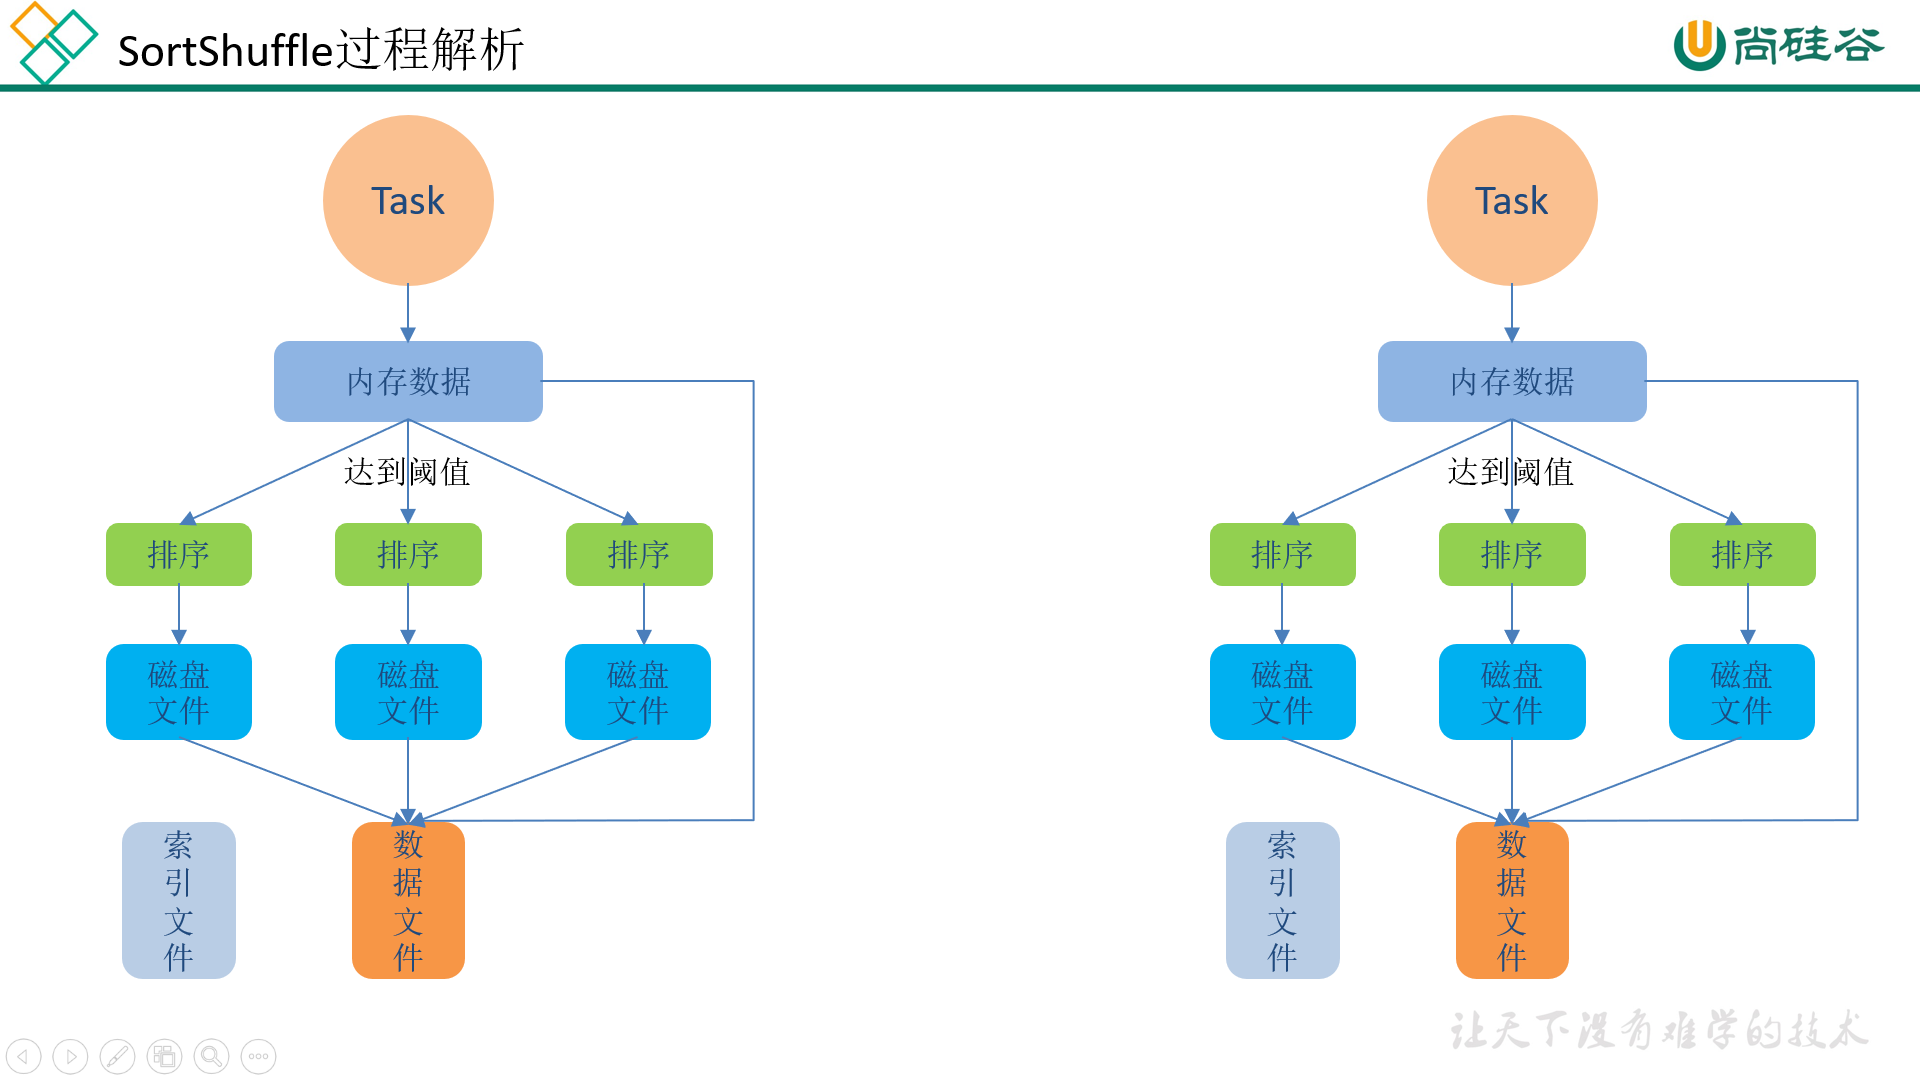 SortShuffle过程解析
尚硅谷
Task
Task
内存数据
内存数据
达到阈值
达到阈值
排序
排序
排序
排序
排序
排序
磁盘
文件
磁盘
文件
磁盘
文件
磁盘
文件
磁盘
文件
磁盘
文件
索
引
文
件
数
据
文
件
索
引
文
件
数
据
文
件
让天下没有难学的技术